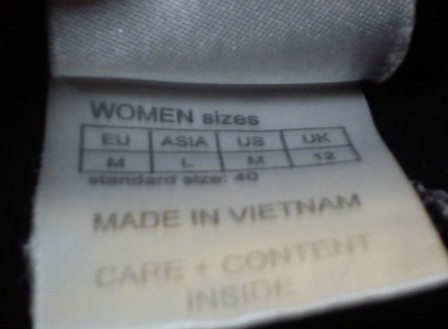 WOMEN sizes
EU ASIA US UK
M L M 12
standard size: 40
MADE IN VIETNAM
CARE + CONTENT
INSIDE